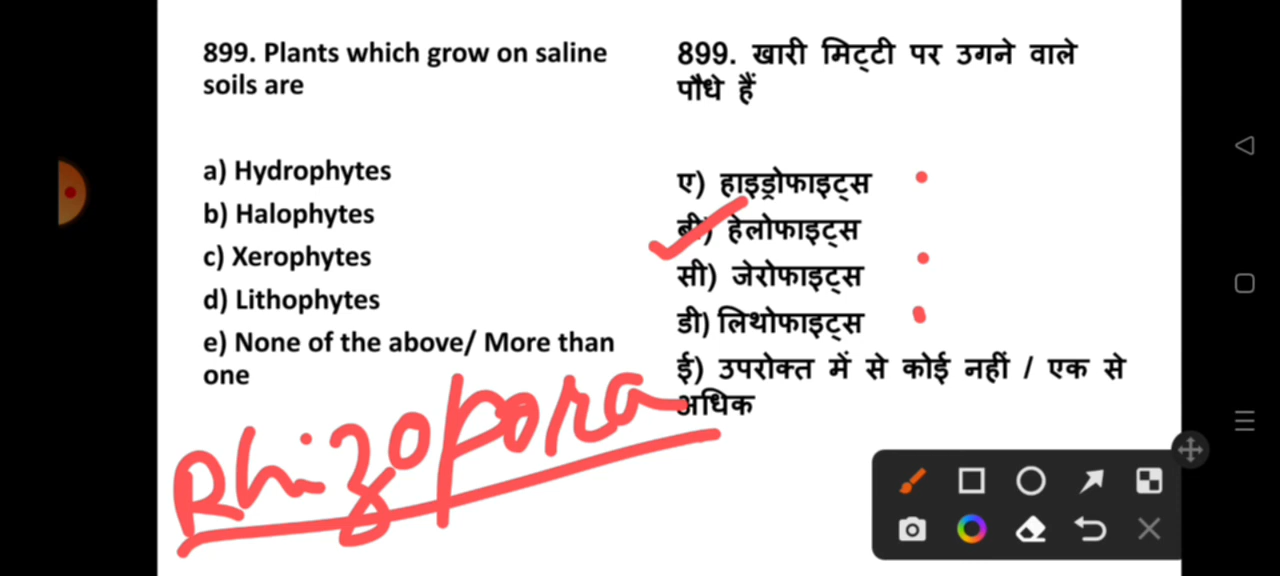 899. Plants which grow on saline
soils are
a) Hydrophytes
b) Halophytes
c) Xerophytes
d) Lithophytes
e) None of the above/ More than
one
899. खारी मिट्टी पर उगने वाले
पौधे हैं
ए) हाइड्रोफाइट्स
बी) हेलोफाइट्स
सी) जेरोफाइट्स
डी) लिथोफाइट्स
ई) उपरोक्त में से कोई नहीं / एक से
अधिक
Rhizopora